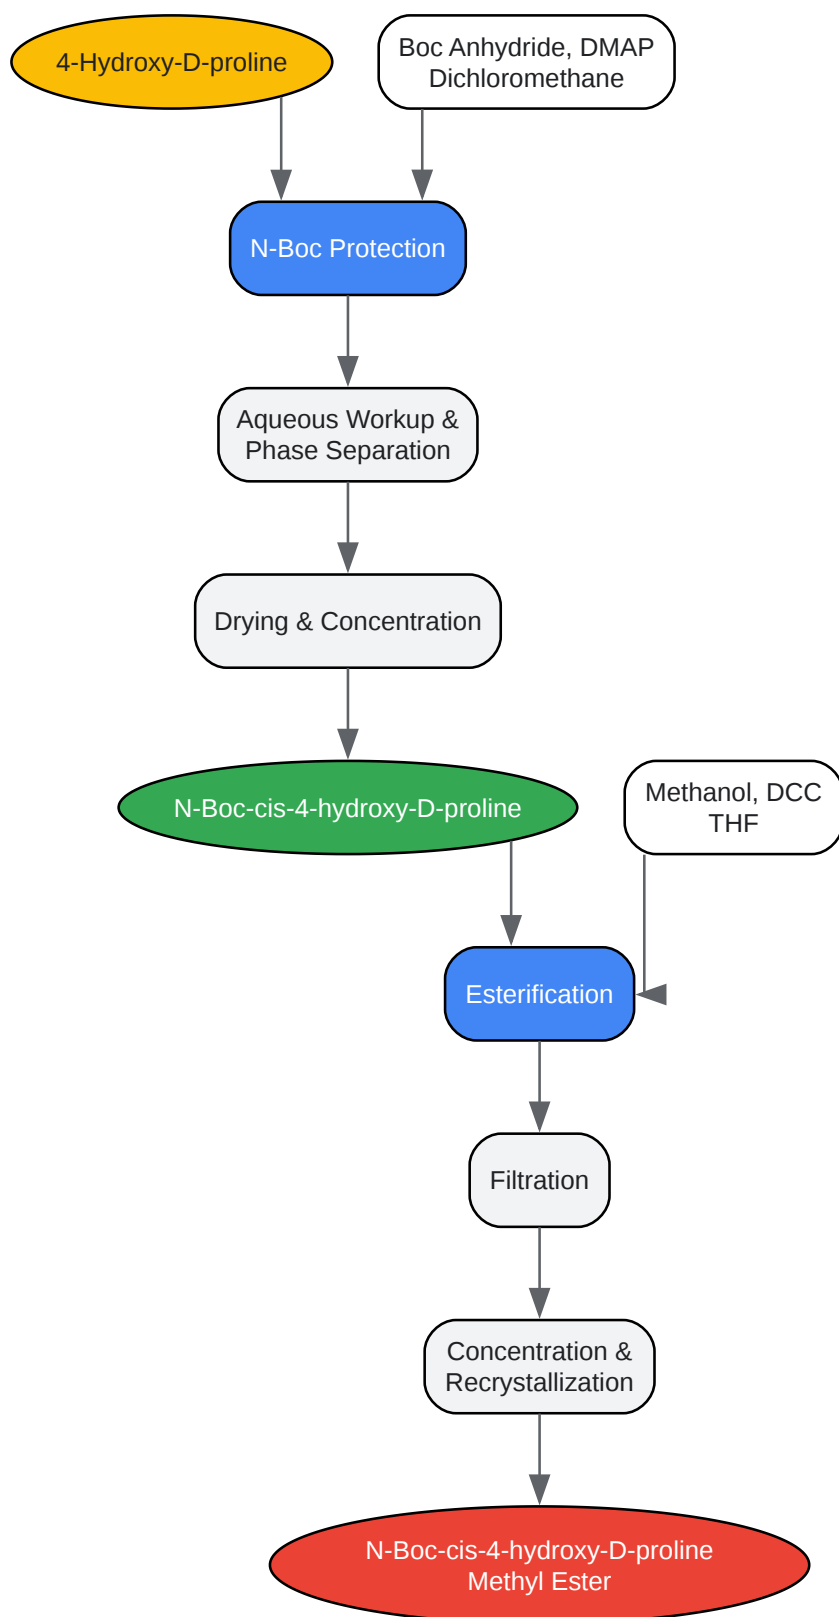 4-Hydroxy-D-proline
Boc Anhydride, DMAP
Dichloromethane
N-Boc Protection
Aqueous Workup &
Phase Separation
Drying & Concentration
N-Boc-cis-4-hydroxy-D-proline
Methanol, DCC
THF
Esterification
Filtration
Concentration &
Recrystallization
N-Boc-cis-4-hydroxy-D-proline
Methyl Ester